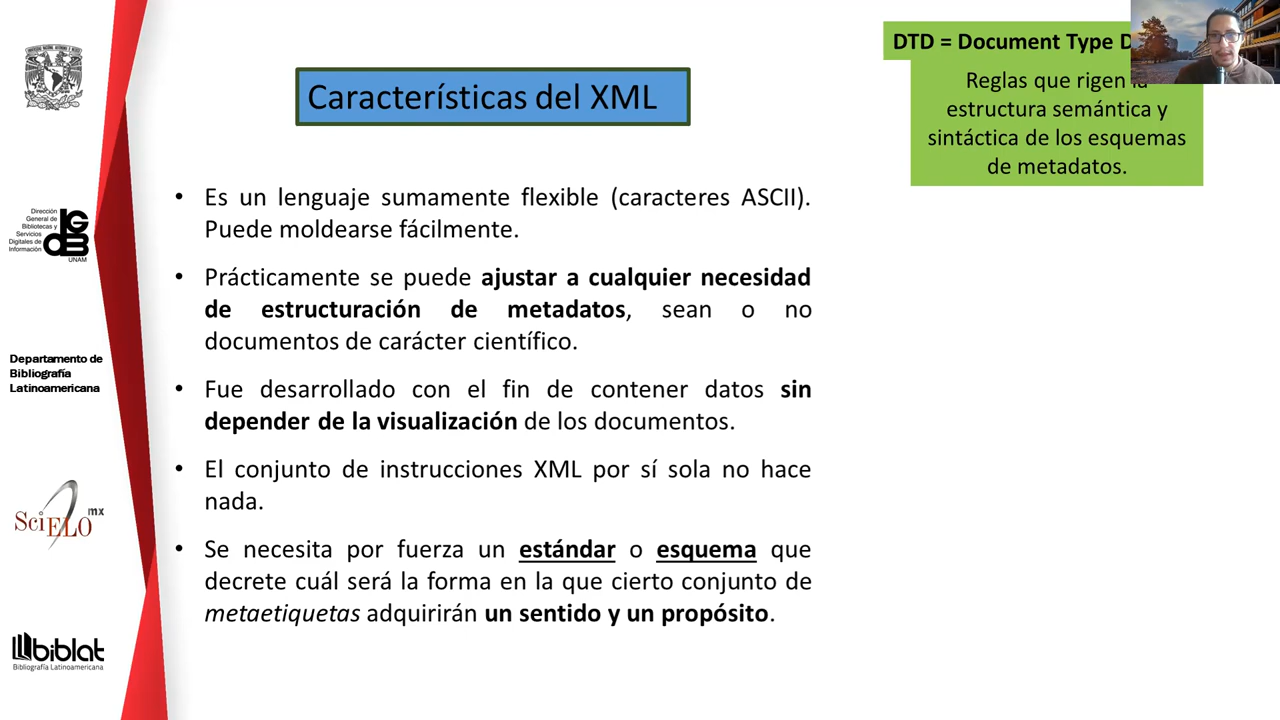 Características del XML
DTD = Document Type D
Reglas que rigen la
estructura semántica y
sintáctica de los esquemas
de metadatos.
• Es un lenguaje sumamente flexible (caracteres ASCII).
Puede moldearse fácilmente.
• Prácticamente se puede ajustar a cualquier necesidad
de estructuración de metadatos, sean o no
documentos de carácter científico.
• Fue desarrollado con el fin de contener datos sin
depender de la visualización de los documentos.
• El conjunto de instrucciones XML por sí sola no hace
nada.
• Se necesita por fuerza un estándar o esquema que
decrete cuál será la forma en la que cierto conjunto de
metaetiquetas adquirirán un sentido y un propósito.
Dirección
General de
Bibliotecas y
Servicios
Digitales de
Información
DGB
UNAM
Departamento de
Bibliografía
Latinoamericana
SciELO mx
biblat
Bibliografía Latinoamericana